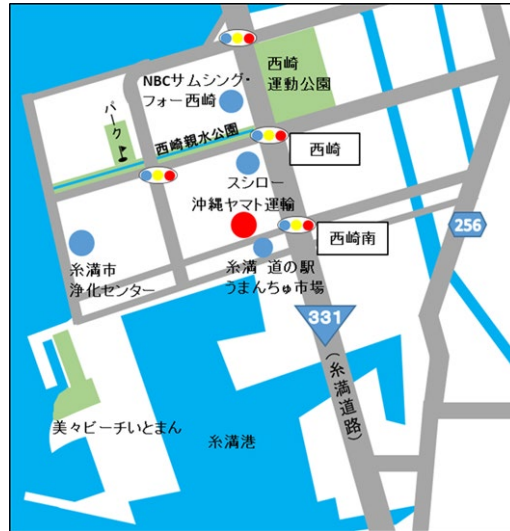 西崎
運動公園
NBCサムシング・
フォー西崎
パーク
西崎親水公園
西崎
スシロー
沖縄ヤマト運輸
西崎南
256
糸満市
浄化センター
糸満 道の駅
うまんちゅ市場
331
(糸満道路)
美々ビーチいとまん
糸満港